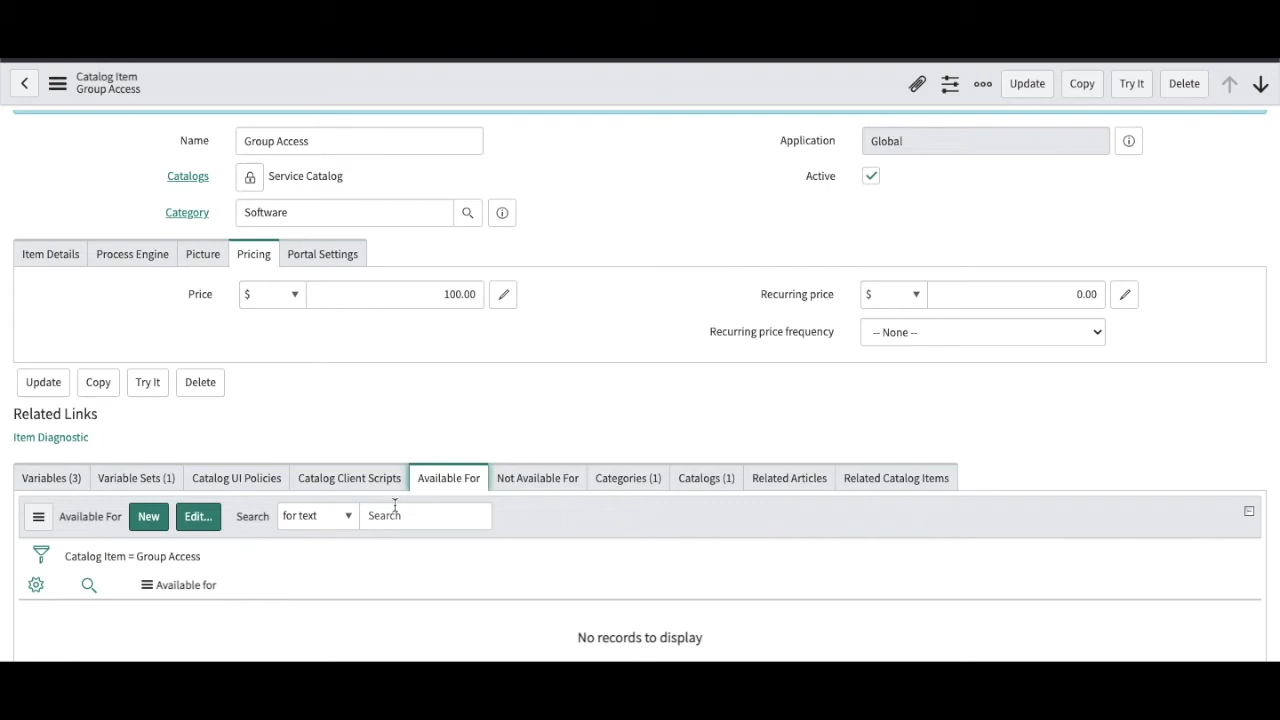 Catalog Item
Group Access
Update Copy Try It Delete
Name Group Access Application Global
Catalogs Service Catalog Active
Category Software
Item Details Process Engine Picture Pricing Portal Settings
Price $ 100.00 Recurring price $ 0.00
Recurring price frequency -- None --
Update Copy Try It Delete
Related Links
Item Diagnostic
Variables (3) Variable Sets (1) Catalog UI Policies Catalog Client Scripts Available For Not Available For Categories (1) Catalogs (1) Related Articles Related Catalog Items
Available For New Edit... Search for text Search
Catalog Item = Group Access
Available for
No records to display